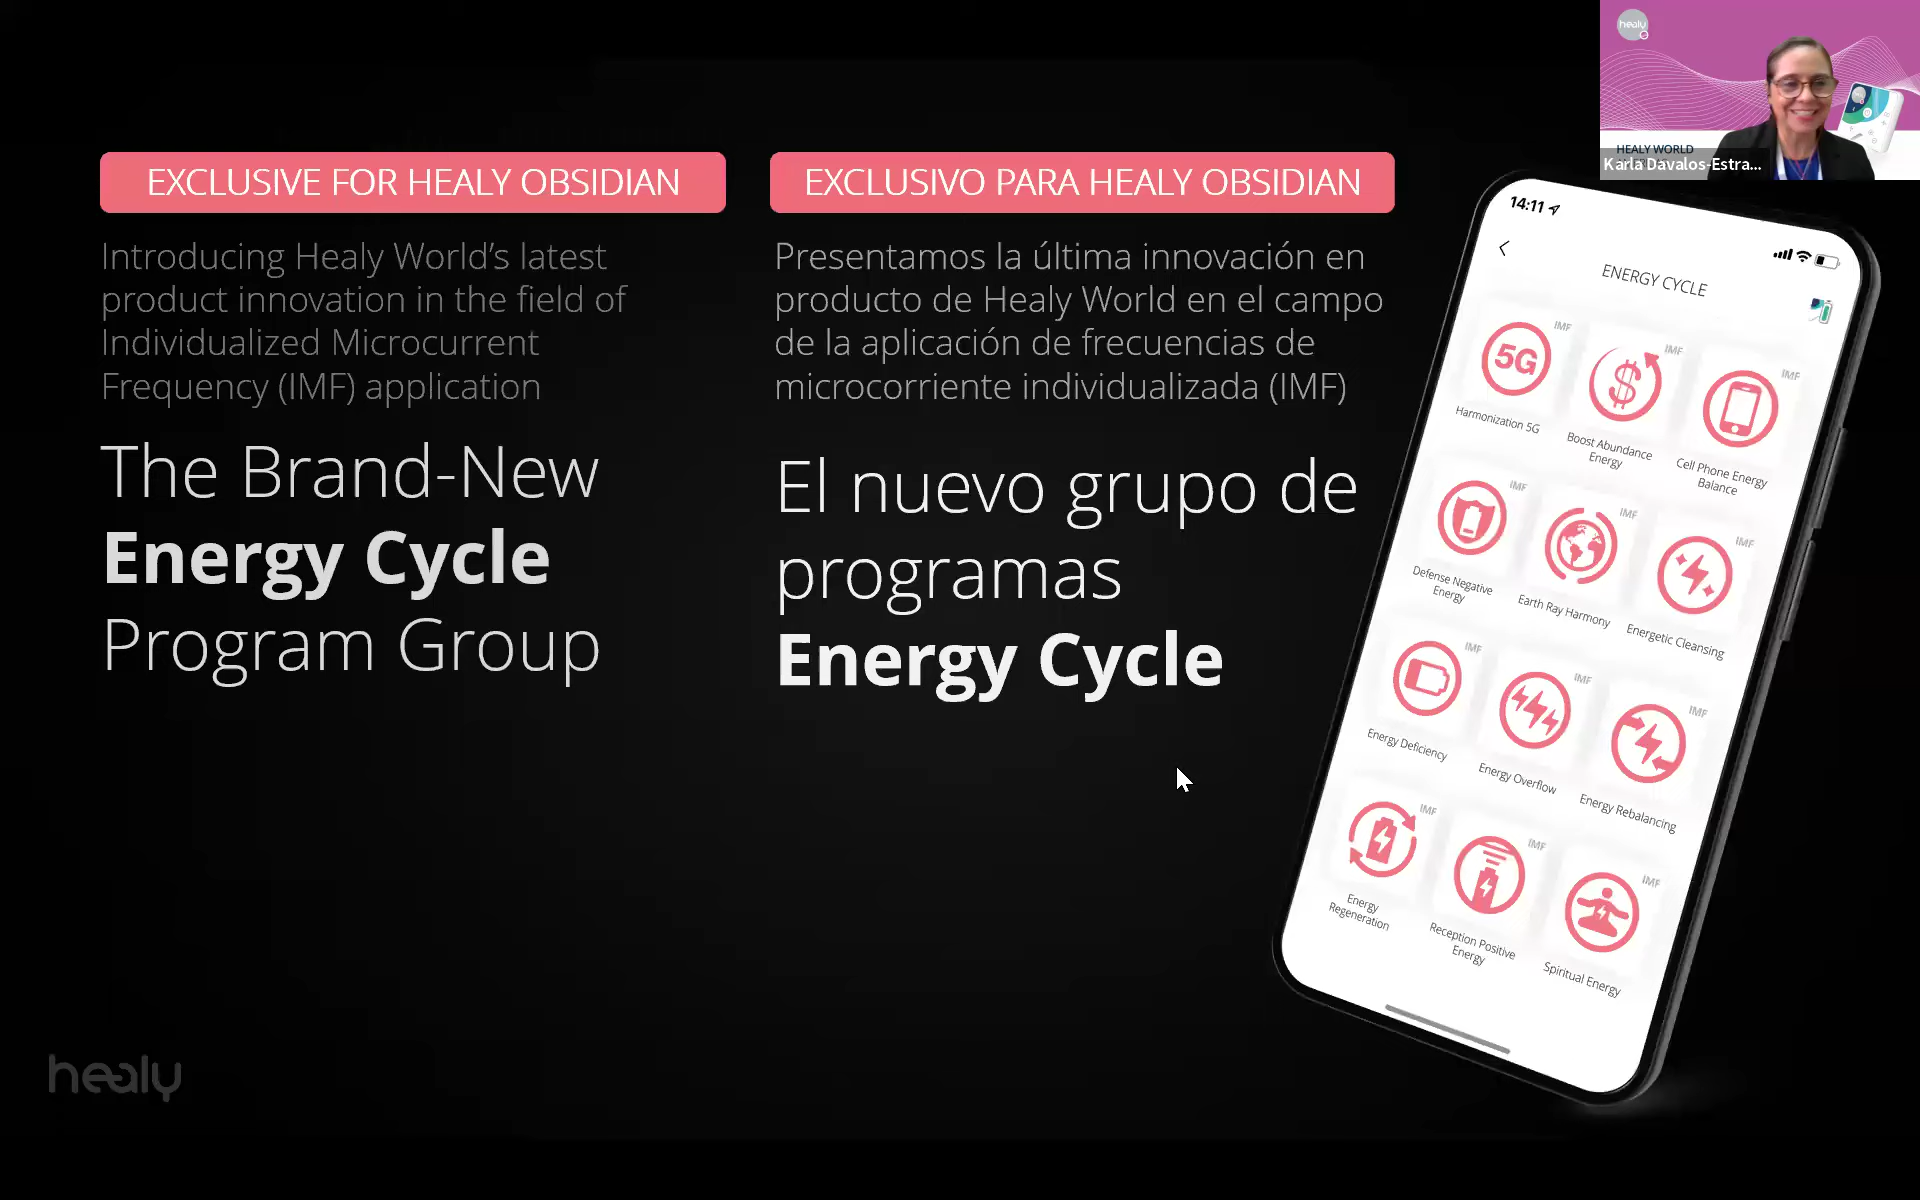 healy
HEALY WORLD
Karla Davalos-Estra...
EXCLUSIVE FOR HEALY OBSIDIAN
Introducing Healy World’s latest
product innovation in the field of
Individualized Microcurrent
Frequency (IMF) application
The Brand-New
Energy Cycle
Program Group
EXCLUSIVO PARA HEALY OBSIDIAN
Presentamos la última innovación en
producto de Healy World en el campo
de la aplicación de frecuencias de
microcorriente individualizada (IMF)
El nuevo grupo de
programas
Energy Cycle
14:11
ENERGY CYCLE
IMF
5G
Harmonization 5G
IMF
$
Boost Abundance
Energy
IMF
Cell Phone Energy
Balance
IMF
Defense Negative
Energy
IMF
Earth Ray Harmony
IMF
Energetic Cleansing
IMF
Energy Deficiency
IMF
Energy Overflow
IMF
Energy Rebalancing
IMF
Energy
Regeneration
IMF
Reception Positive
Energy
IMF
Spiritual Energy
healy